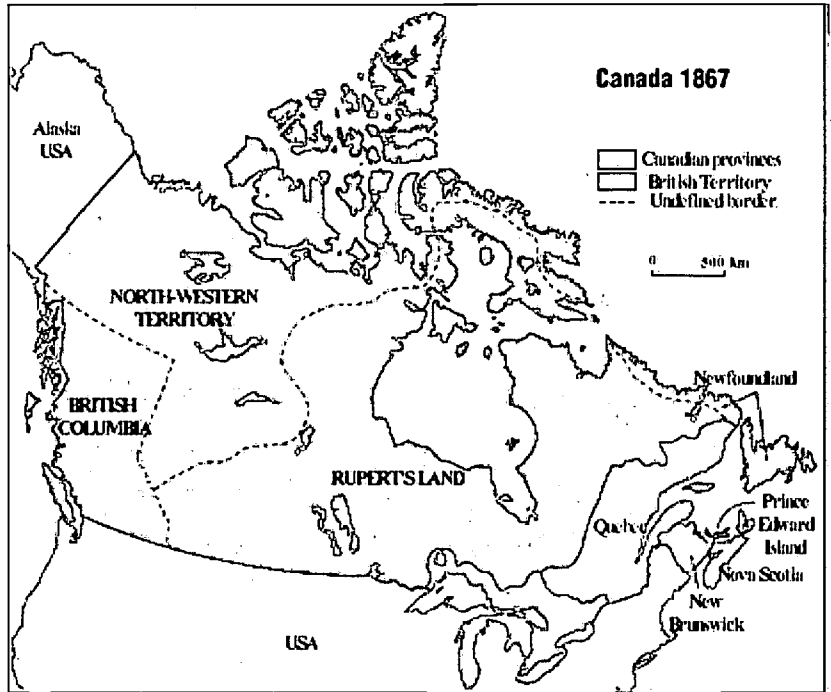 Canada 1867
Alaska
USA
Canadian provinces
British Territory
Undefined border.
0 500 km
NORTH-WESTERN
TERRITORY
Newfoundland
BRITISH
COLUMBIA
RUPERT'S LAND
Quebec
Prince
Edward
Island
Nova Scotia
New
Brunswick
USA